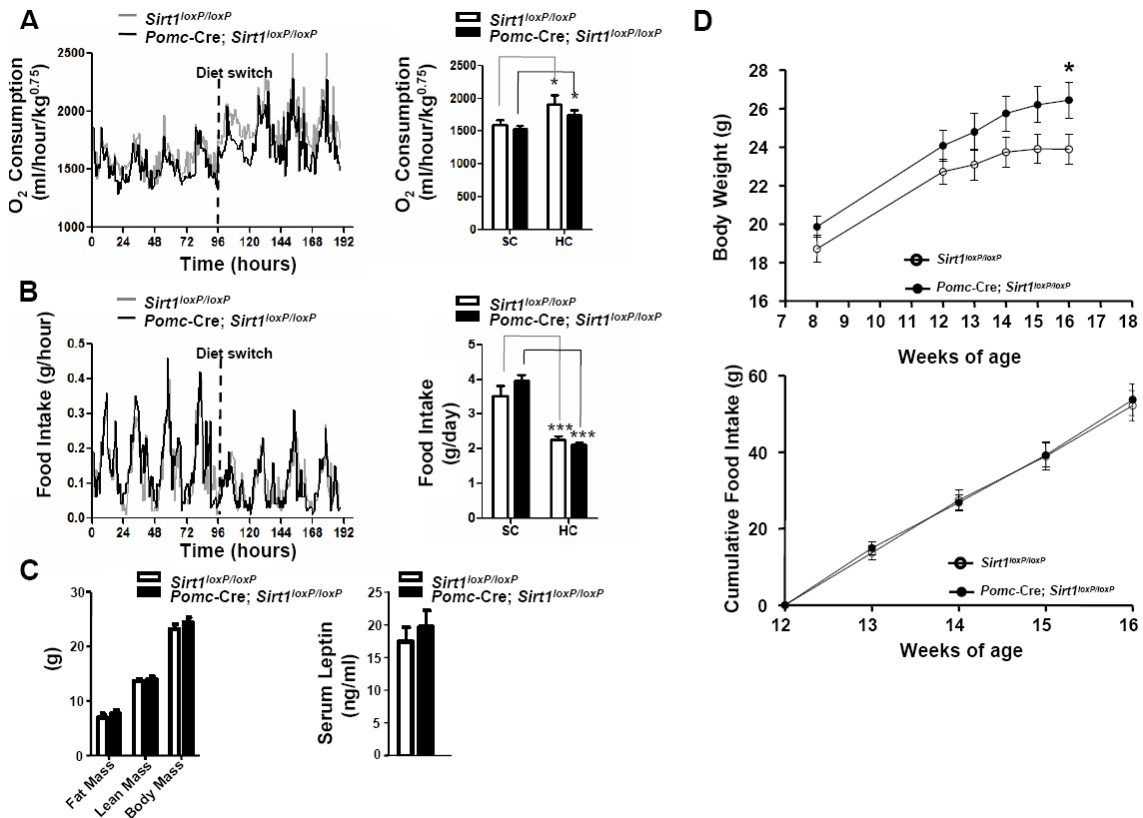 A
Sirt1loxP/loxP
Pomc-Cre; Sirt1loxP/loxP
O2 Consumption
(ml/hour/kg0.75)
2500
2000
1500
1000
Diet switch
0 24 48 72 96 120 144 168 192
Time (hours)
Sirt1loxP/loxP
Pomc-Cre; Sirt1loxP/loxP
O2 Consumption
(ml/hour/kg0.75)
2500
2000
1500
1000
500
0
* *
SC HC
B
Sirt1loxP/loxP
Pomc-Cre; Sirt1loxP/loxP
Food Intake (g/hour)
0.5
0.4
0.3
0.2
0.1
0.0
Diet switch
0 24 48 72 96 120 144 168 192
Time (hours)
Sirt1loxP/loxP
Pomc-Cre; Sirt1loxP/loxP
Food Intake
(g/day)
5
4
3
2
1
0
*** ***
SC HC
C
Sirt1loxP/loxP
Pomc-Cre; Sirt1loxP/loxP
(g)
30
20
10
0
Fat Mass
Lean Mass
Body Mass
Sirt1loxP/loxP
Pomc-Cre; Sirt1loxP/loxP
Serum Leptin
(ng/ml)
25
20
15
10
5
0
D
Body Weight (g)
28
26
24
22
20
18
16
*
Sirt1loxP/loxP
Pomc-Cre; Sirt1loxP/loxP
7 8 9 10 11 12 13 14 15 16 17 18
Weeks of age
Cumulative Food Intake (g)
60
40
20
0
Sirt1loxP/loxP
Pomc-Cre; Sirt1loxP/loxP
12 13 14 15 16
Weeks of age